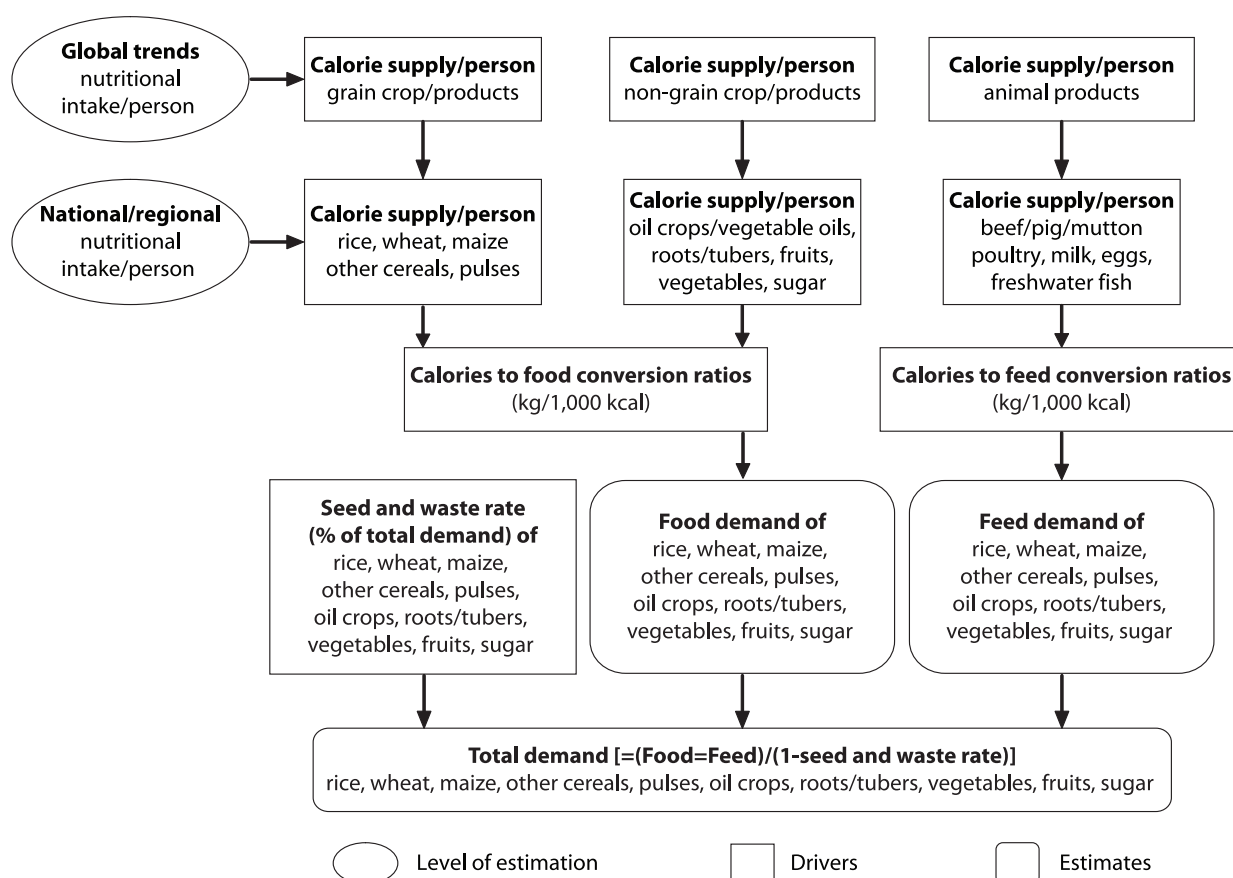 Global trends
nutritional
intake/person
Calorie supply/person
grain crop/products
Calorie supply/person
non-grain crop/products
Calorie supply/person
animal products
National/regional
nutritional
intake/person
Calorie supply/person
rice, wheat, maize
other cereals, pulses
Calorie supply/person
oil crops/vegetable oils,
roots/tubers, fruits,
vegetables, sugar
Calorie supply/person
beef/pig/mutton
poultry, milk, eggs,
freshwater fish
Calories to food conversion ratios
(kg/1,000 kcal)
Calories to feed conversion ratios
(kg/1,000 kcal)
Seed and waste rate
(% of total demand) of
rice, wheat, maize,
other cereals, pulses,
oil crops, roots/tubers,
vegetables, fruits, sugar
Food demand of
rice, wheat, maize,
other cereals, pulses,
oil crops, roots/tubers,
vegetables, fruits, sugar
Feed demand of
rice, wheat, maize,
other cereals, pulses,
oil crops, roots/tubers,
vegetables, fruits, sugar
Total demand [=(Food=Feed)/(1-seed and waste rate)]
rice, wheat, maize, other cereals, pulses, oil crops, roots/tubers, vegetables, fruits, sugar
Level of estimation
Drivers
Estimates